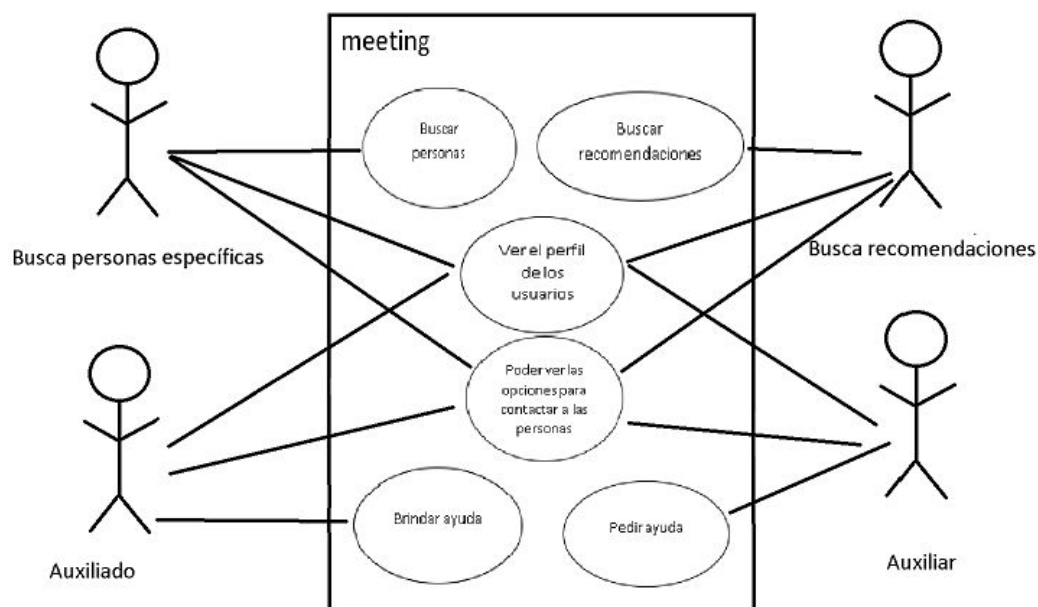 meeting
Buscar
personas
Buscar
recomendaciones
Busca personas específicas
Busca recomendaciones
Ver el perfil
de los
usuarios
Poder ver las
opciones para
contactar a las
personas
Brindar ayuda
Pedir ayuda
Auxiliado
Auxiliar